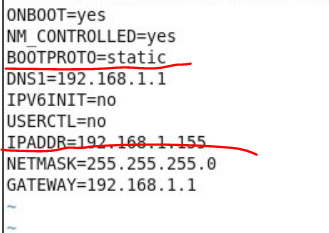 ONBOOT=yes
NM_CONTROLLED=yes
BOOTPROTO=static
DNS1=192.168.1.1
IPV6INIT=no
USERCTL=no
IPADDR=192.168.1.155
NETMASK=255.255.255.0
GATEWAY=192.168.1.1
~
~